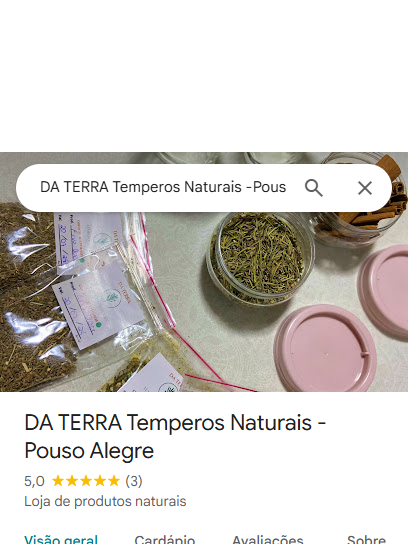 DA TERRA Temperos Naturais -Pous
DA TERRA Temperos Naturais -
Pouso Alegre
5,0 (3)
Loja de produtos naturais
Visão geral Cardápio Avaliações Sobre